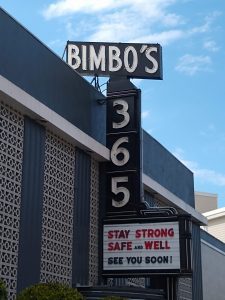 BIMBO'S
3
6
5
STAY STRONG
SAFE AND WELL
SEE YOU SOON!